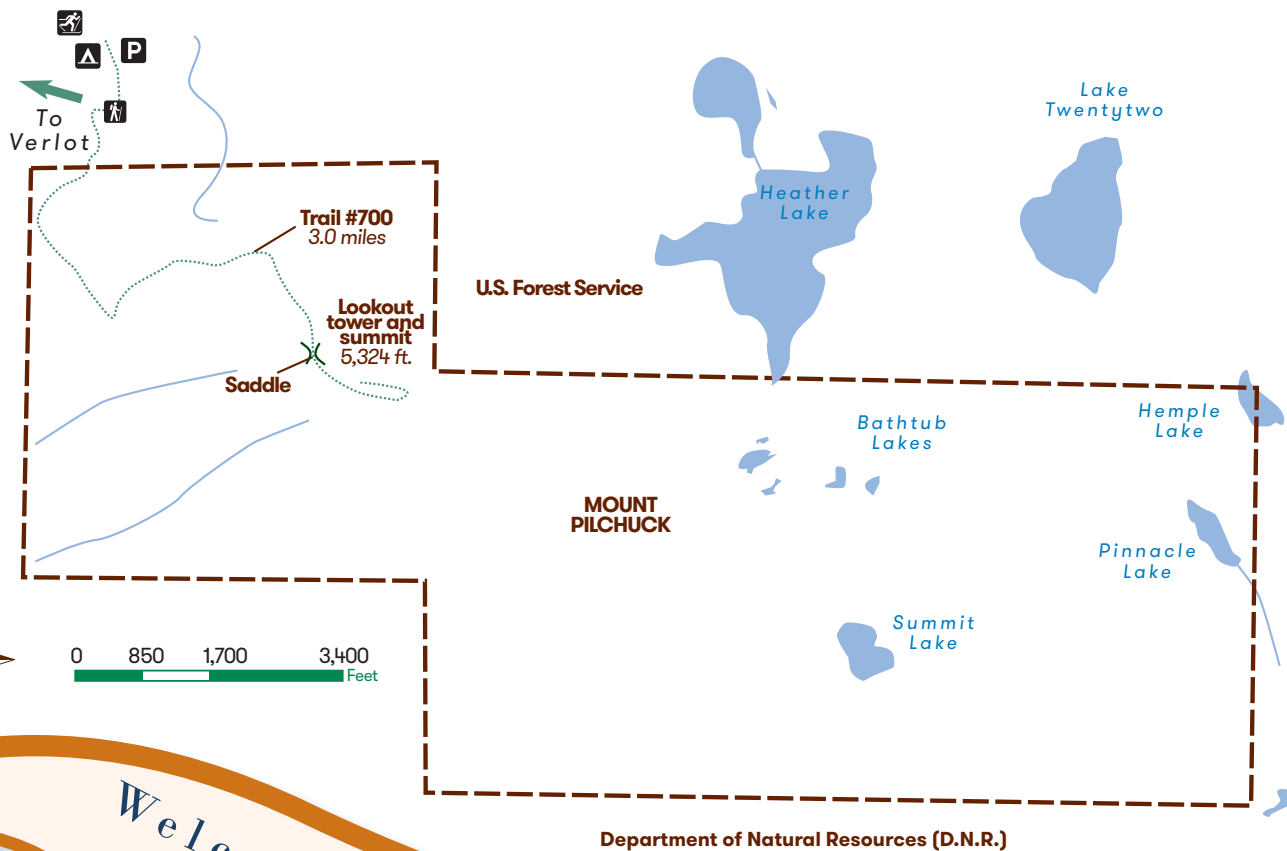 P
To
Verlot
Lake
Twentytwo
Heather
Lake
Trail #700
3.0 miles
U.S. Forest Service
Lookout
tower and
summit
5,324 ft.
Saddle
Hemple
Lake
Bathtub
Lakes
MOUNT
PILCHUCK
Pinnacle
Lake
Summit
Lake
0 850 1,700 3,400
Feet
Welc
Department of Natural Resources (D.N.R.)